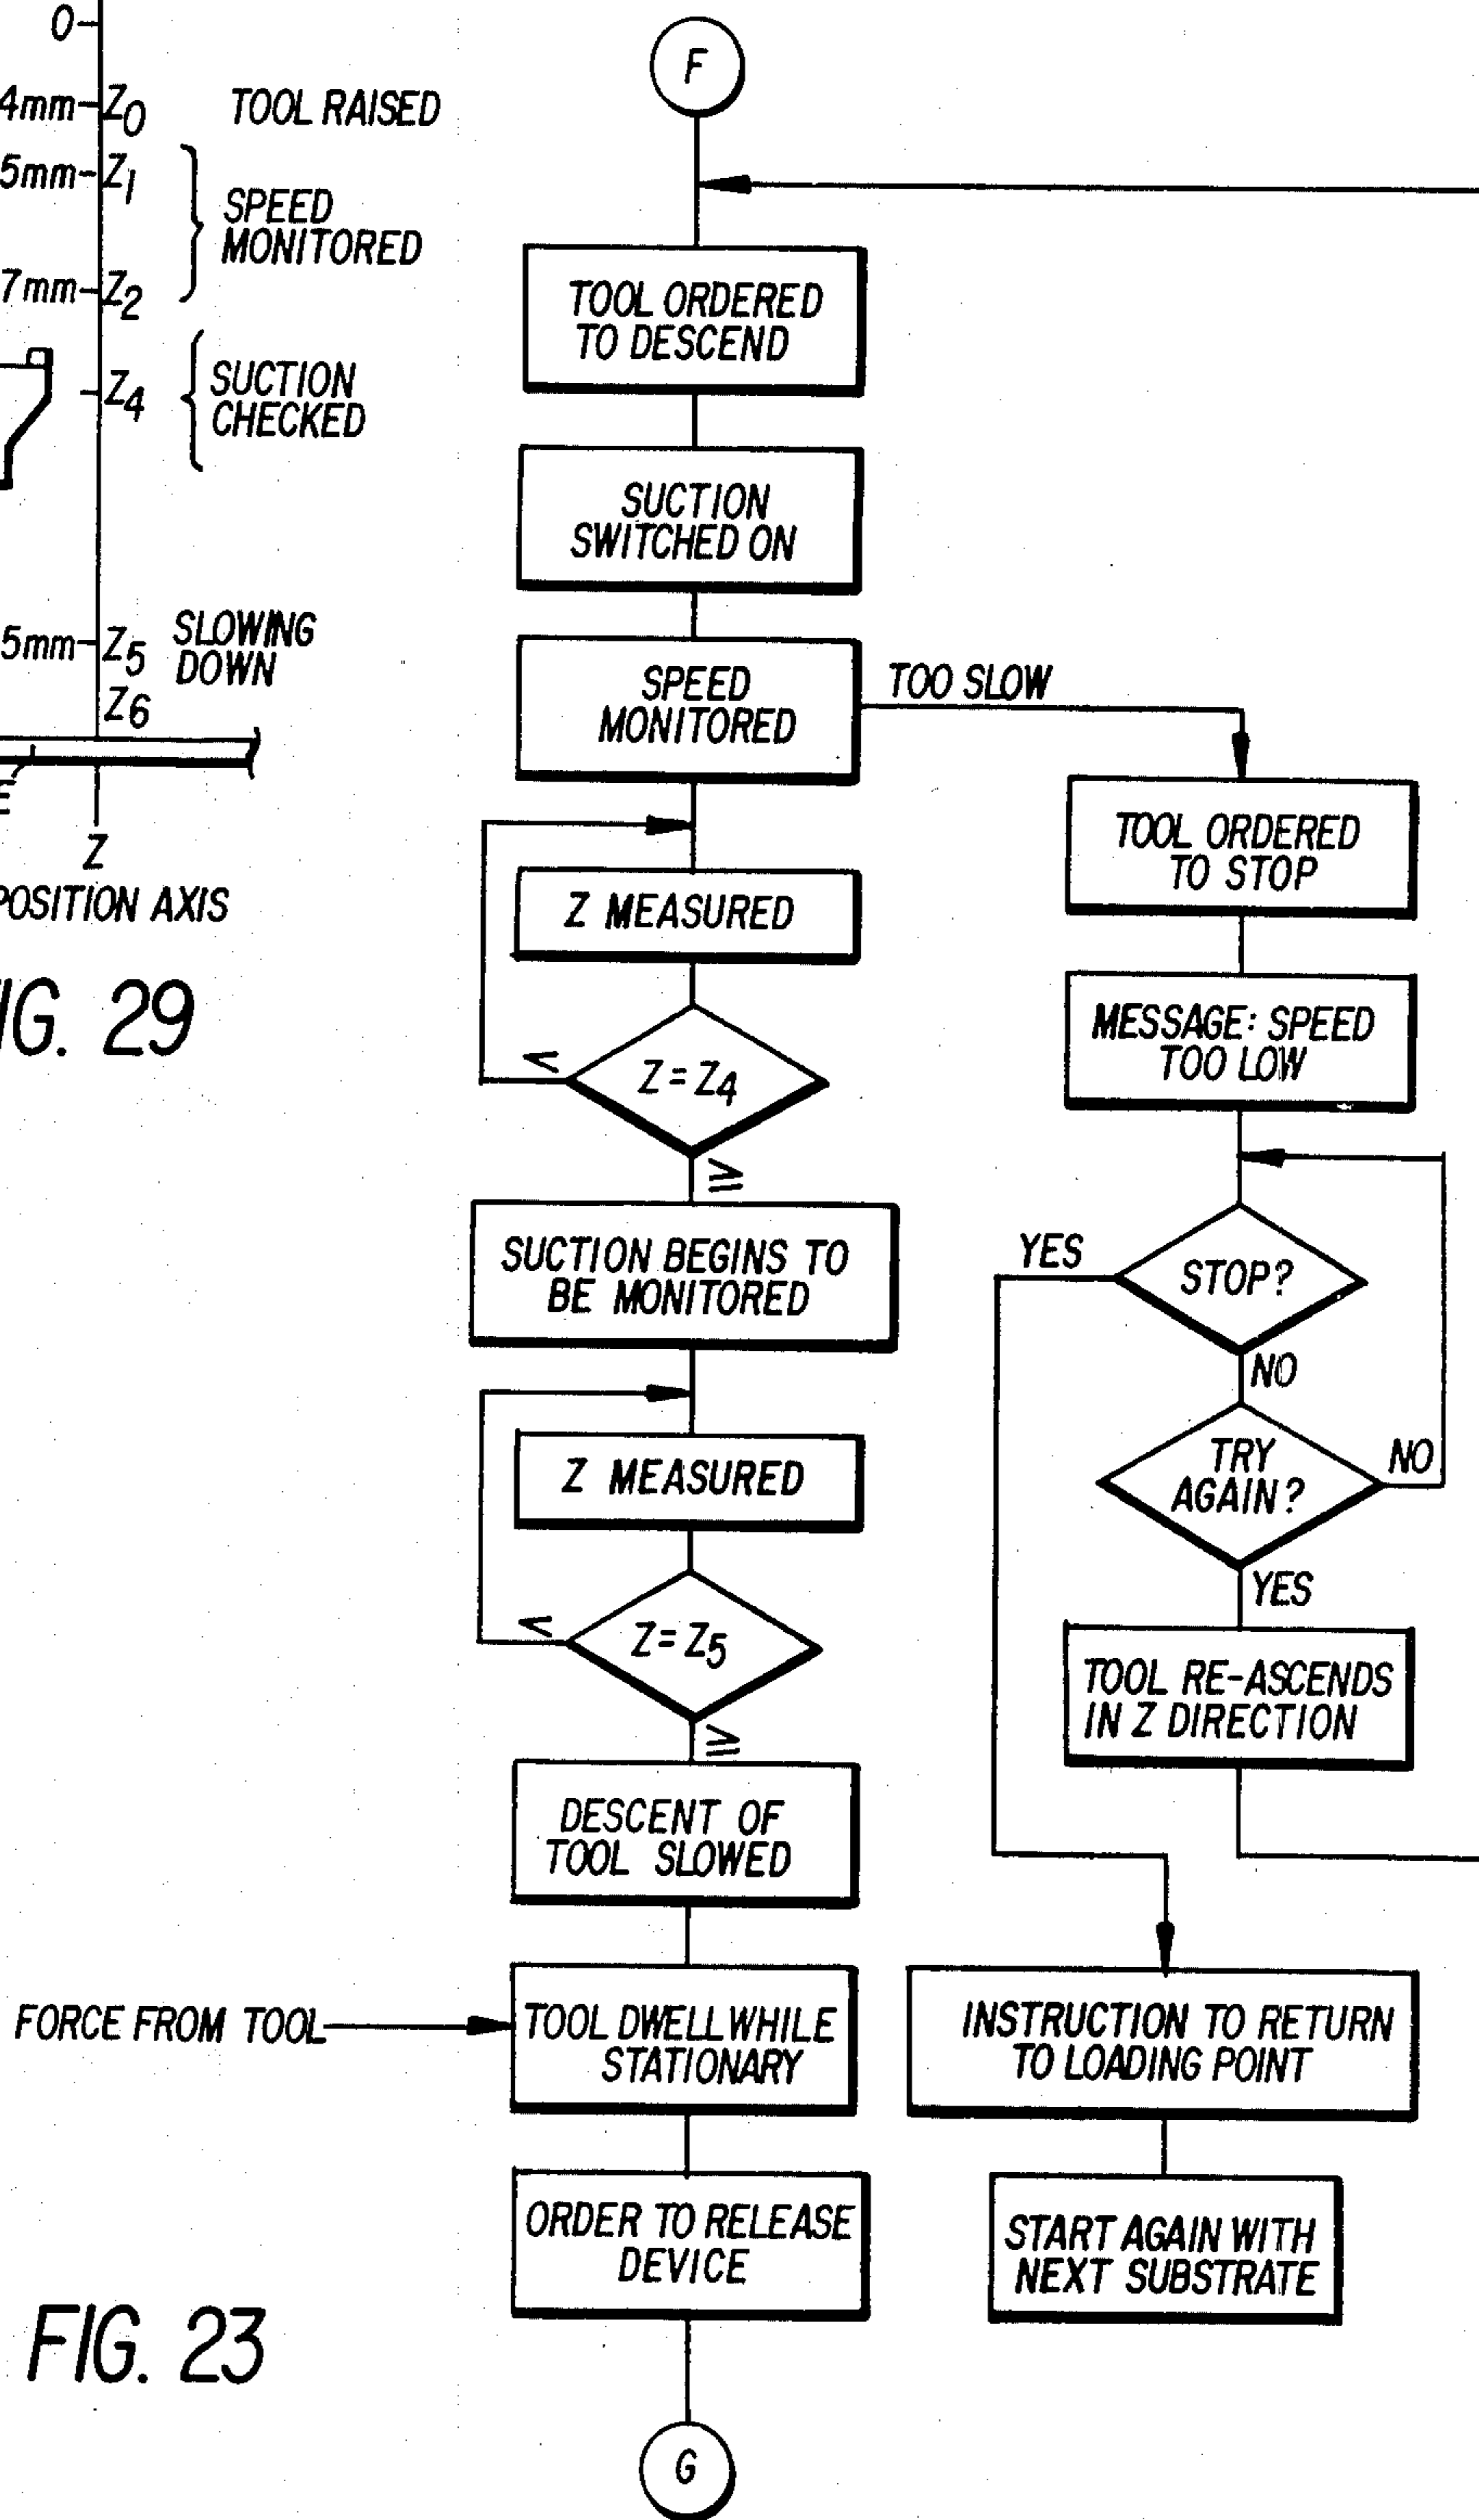 0
4mm Z0 TOOL RAISED
5mm Z1
SPEED
MONITORED
7mm Z2
Z4
SUCTION
CHECKED
5mm Z5
SLOWING
DOWN
Z6
E
Z
POSITION AXIS
FIG. 29
F
TOOL ORDERED
TO DESCEND
SUCTION
SWITCHED ON
SPEED
MONITORED
TOO SLOW
Z MEASURED
<
Z = Z4
≥
SUCTION BEGINS TO
BE MONITORED
Z MEASURED
<
Z = Z5
≥
DESCENT OF
TOOL SLOWED
FORCE FROM TOOL
TOOL DWELL WHILE
STATIONARY
ORDER TO RELEASE
DEVICE
G
TOOL ORDERED
TO STOP
MESSAGE: SPEED
TOO LOW
YES
STOP?
NO
TRY
AGAIN?
NO
YES
TOOL RE-ASCENDS
IN Z DIRECTION
INSTRUCTION TO RETURN
TO LOADING POINT
START AGAIN WITH
NEXT SUBSTRATE
FIG. 23